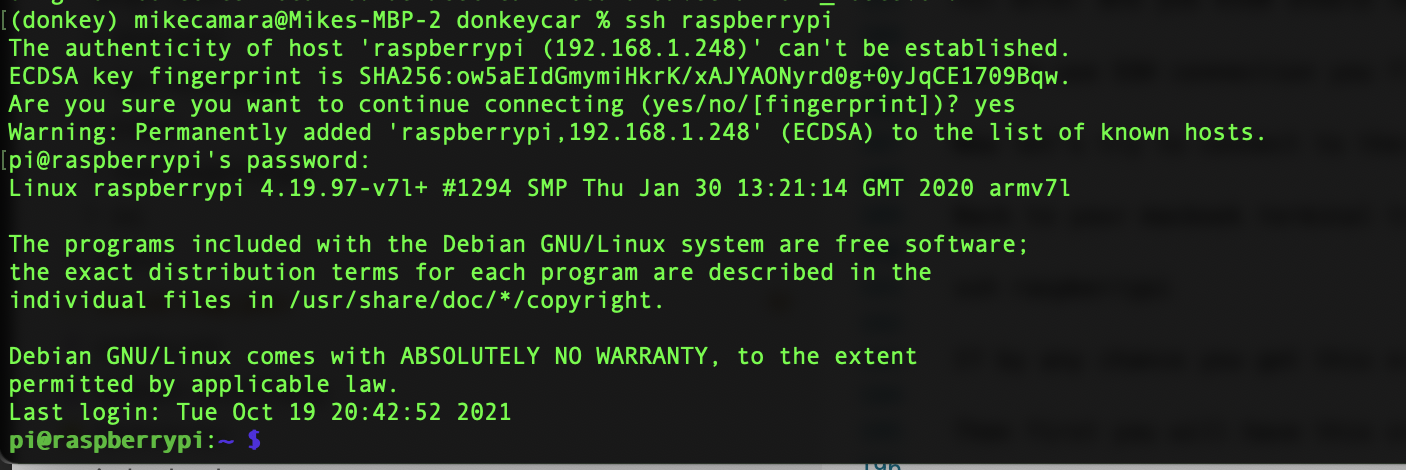 [(donkey) mikecamara@Mikes-MBP-2 donkeycar % ssh raspberrypi
The authenticity of host 'raspberrypi (192.168.1.248)' can't be established.
ECDSA key fingerprint is SHA256:ow5aEIdGmymiHkrK/xAJYAONyrd0g+0yJqCE1709Bqw.
Are you sure you want to continue connecting (yes/no/[fingerprint])? yes
Warning: Permanently added 'raspberrypi,192.168.1.248' (ECDSA) to the list of known hosts.
[pi@raspberrypi's password:
Linux raspberrypi 4.19.97-v7l+ #1294 SMP Thu Jan 30 13:21:14 GMT 2020 armv7l
The programs included with the Debian GNU/Linux system are free software;
the exact distribution terms for each program are described in the
individual files in /usr/share/doc/*/copyright.
Debian GNU/Linux comes with ABSOLUTELY NO WARRANTY, to the extent
permitted by applicable law.
Last login: Tue Oct 19 20:42:52 2021
pi@raspberrypi:~ $